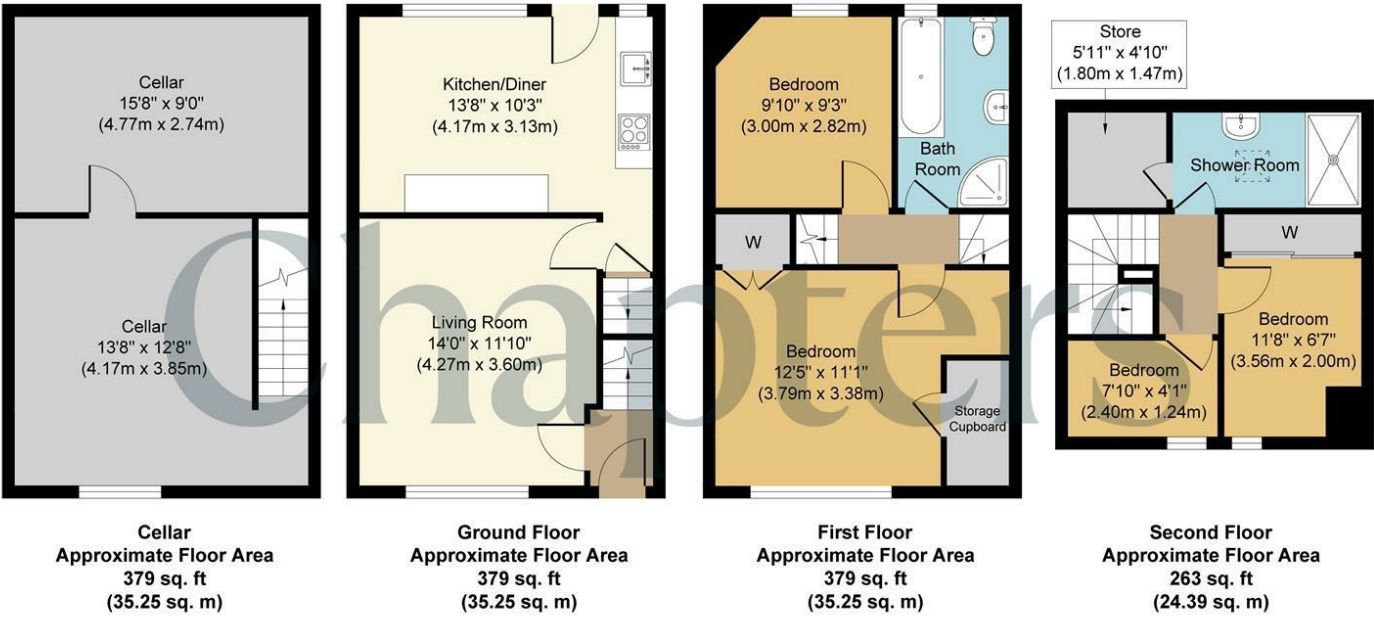 Cellar
15'8" x 9'0"
(4.77m x 2.74m)
Cellar
13'8" x 12'8"
(4.17m x 3.85m)
Kitchen/Diner
13'8" x 10'3"
(4.17m x 3.13m)
Living Room
14'0" x 11'10"
(4.27m x 3.60m)
Bedroom
9'10" x 9'3"
(3.00m x 2.82m)
Bath
Room
W
Bedroom
12'5" x 11'1"
(3.79m x 3.38m)
Storage
Cupboard
Store
5'11" x 4'10"
(1.80m x 1.47m)
Shower Room
W
Bedroom
11'8" x 6'7"
(3.56m x 2.00m)
Bedroom
7'10" x 4'1"
(2.40m x 1.24m)
Chapters
Cellar
Approximate Floor Area
379 sq. ft
(35.25 sq. m)
Ground Floor
Approximate Floor Area
379 sq. ft
(35.25 sq. m)
First Floor
Approximate Floor Area
379 sq. ft
(35.25 sq. m)
Second Floor
Approximate Floor Area
263 sq. ft
(24.39 sq. m)